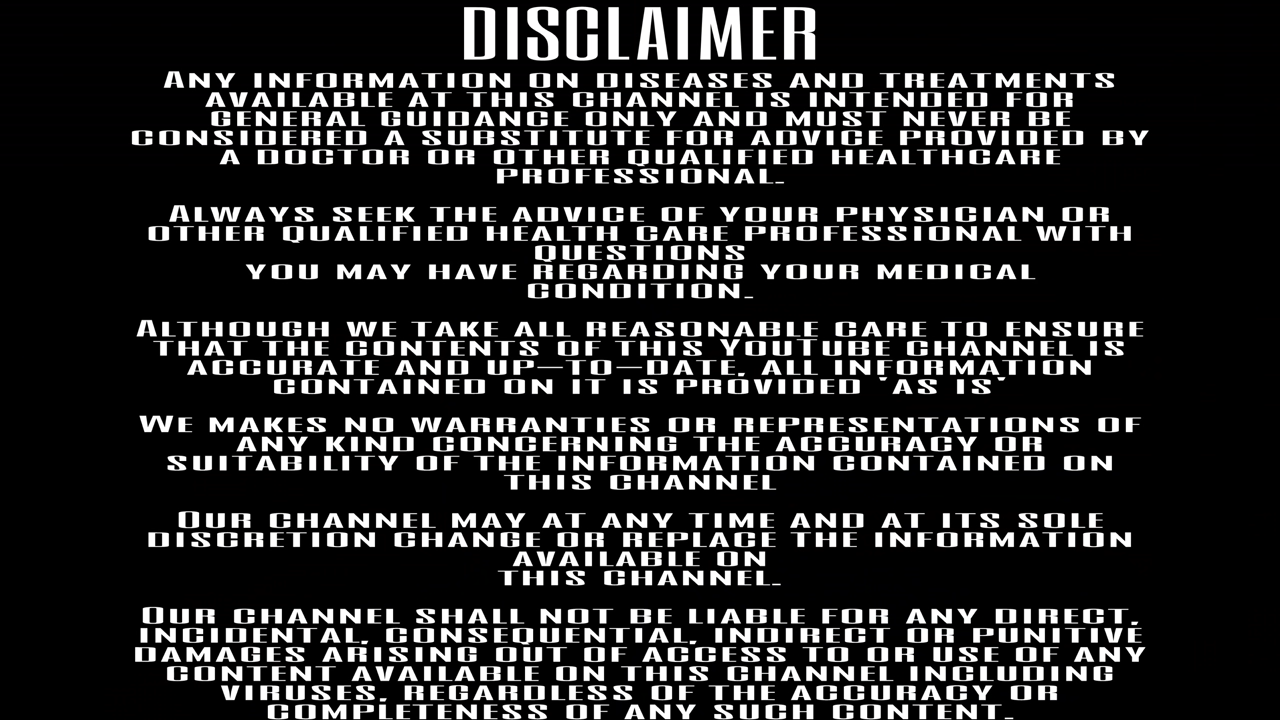 DISCLAIMER
ANY INFORMATION ON DISEASES AND TREATMENTS
AVAILABLE AT THIS CHANNEL IS INTENDED FOR
GENERAL GUIDANCE ONLY AND MUST NEVER BE
CONSIDERED A SUBSTITUTE FOR ADVICE PROVIDED BY
A DOCTOR OR OTHER QUALIFIED HEALTHCARE
PROFESSIONAL.
ALWAYS SEEK THE ADVICE OF YOUR PHYSICIAN OR
OTHER QUALIFIED HEALTH CARE PROFESSIONAL WITH
QUESTIONS
YOU MAY HAVE REGARDING YOUR MEDICAL
CONDITION.
ALTHOUGH WE TAKE ALL REASONABLE CARE TO ENSURE
THAT THE CONTENTS OF THIS YOUTUBE CHANNEL IS
ACCURATE AND UP-TO-DATE, ALL INFORMATION
CONTAINED ON IT IS PROVIDED 'AS IS'
WE MAKES NO WARRANTIES OR REPRESENTATIONS OF
ANY KIND CONCERNING THE ACCURACY OR
SUITABILITY OF THE INFORMATION CONTAINED ON
THIS CHANNEL
OUR CHANNEL MAY AT ANY TIME AND AT ITS SOLE
DISCRETION CHANGE OR REPLACE THE INFORMATION
AVAILABLE ON
THIS CHANNEL.
OUR CHANNEL SHALL NOT BE LIABLE FOR ANY DIRECT,
INCIDENTAL, CONSEQUENTIAL, INDIRECT OR PUNITIVE
DAMAGES ARISING OUT OF ACCESS TO OR USE OF ANY
CONTENT AVAILABLE ON THIS CHANNEL INCLUDING
VIRUSES, REGARDLESS OF THE ACCURACY OR
COMPLETENESS OF ANY SUCH CONTENT.